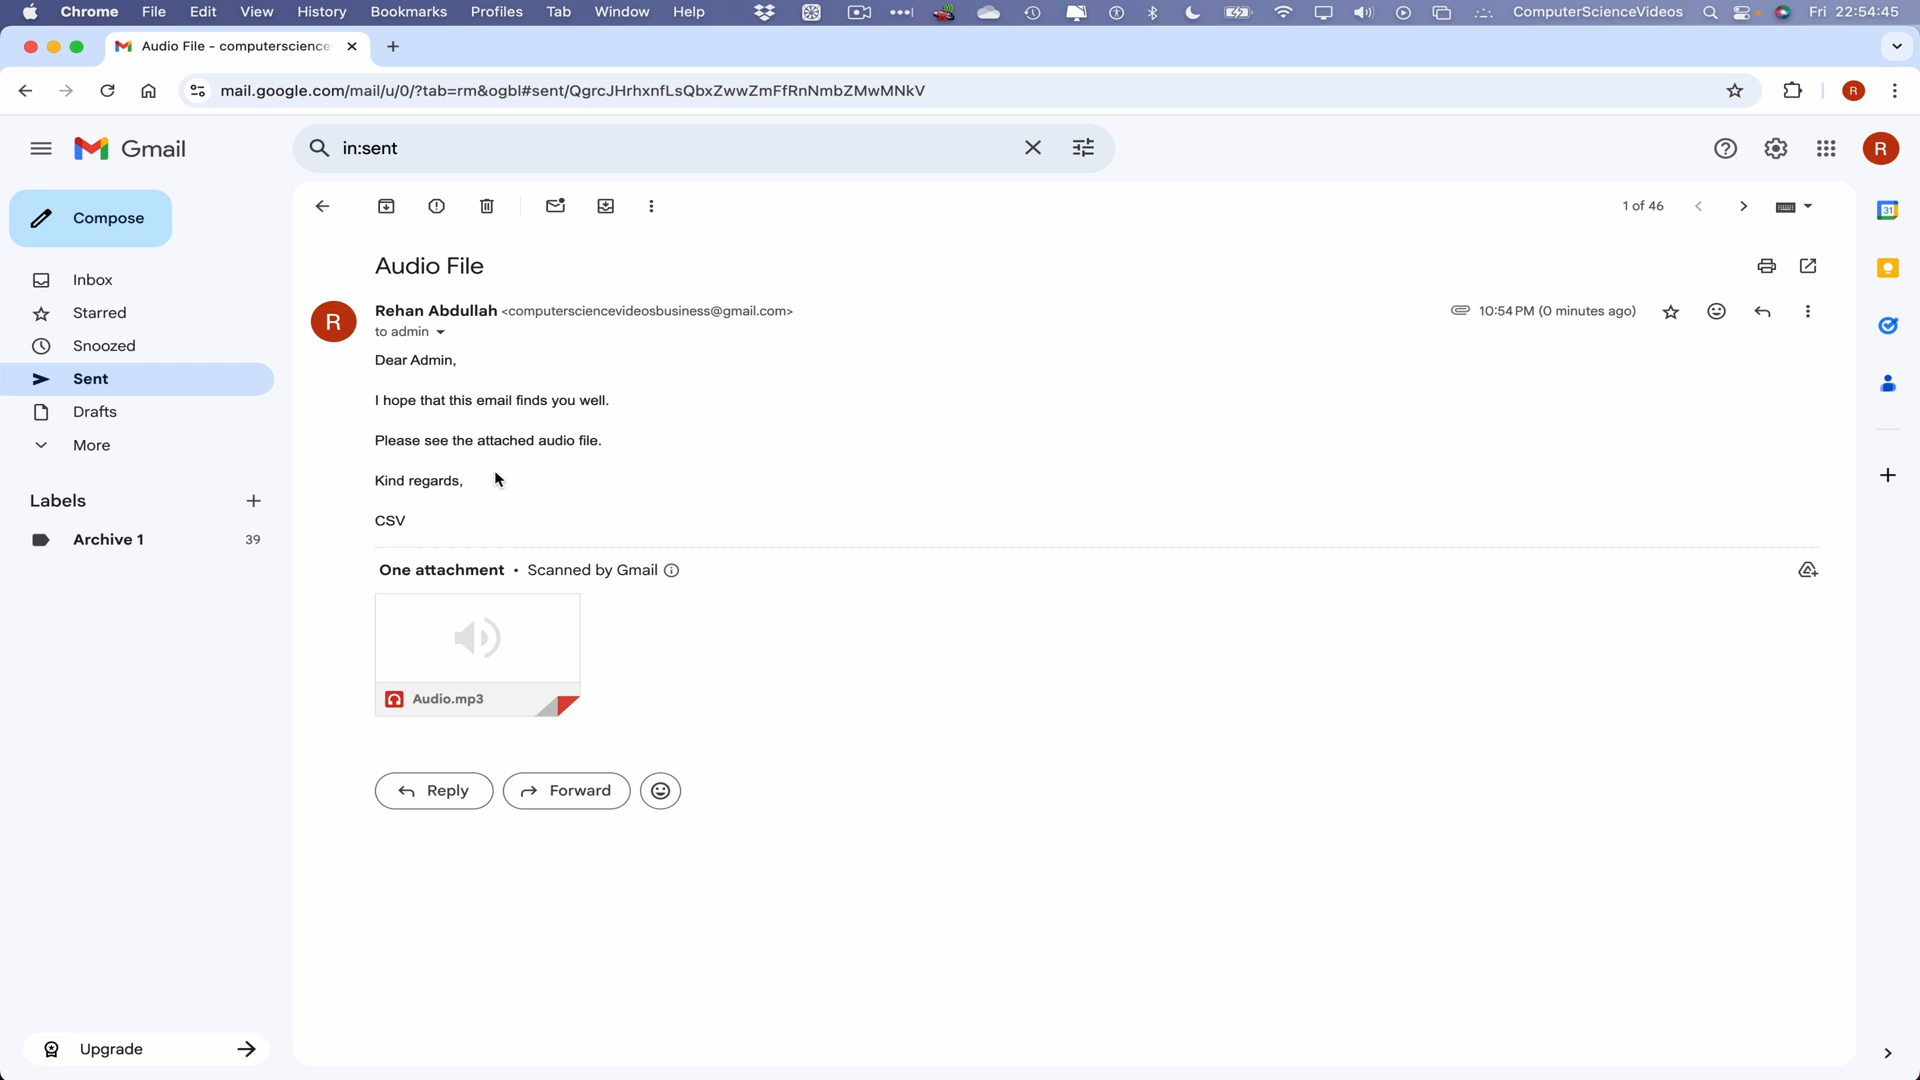 Chrome File Edit View History Bookmarks Profiles Tab Window Help ComputerScienceVideos Fri 22:54:45
Audio File - computerscience
mail.google.com/mail/u/0/?tab=rm&ogbl#sent/QgrcJHrhxnfLsQbxZwwZmFfRnNmbZMwMNkV R
Gmail
in:sent
R
Compose
Inbox
Starred
Snoozed
Sent
Drafts
More
Labels
Archive 1 39
Upgrade
1 of 46
Audio File
R
Rehan Abdullah <computersciencevideosbusiness@gmail.com> 10:54 PM (0 minutes ago)
to admin
Dear Admin,
I hope that this email finds you well.
Please see the attached audio file.
Kind regards,
CSV
One attachment • Scanned by Gmail
Audio.mp3
Reply Forward
31